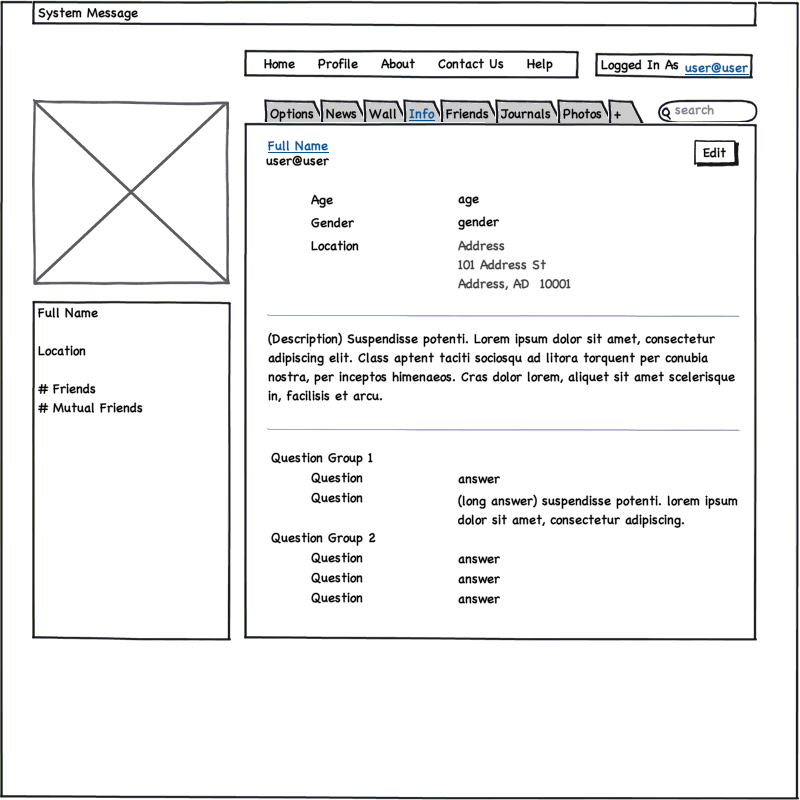 System Message
Home Profile About Contact Us Help
Logged In As user@user
Options News Wall Info Friends Journals Photos +
search
Full Name
user@user
Edit
Age age
Gender gender
Location Address
101 Address St
Address, AD 10001
Full Name
Location
# Friends
# Mutual Friends
(Description) Suspendisse potenti. Lorem ipsum dolor sit amet, consectetur
adipiscing elit. Class aptent taciti sociosqu ad litora torquent per conubia
nostra, per inceptos himenaeos. Cras dolor lorem, aliquet sit amet scelerisque
in, facilisis et arcu.
Question Group 1
Question answer
Question (long answer) suspendisse potenti. lorem ipsum
dolor sit amet, consectetur adipiscing.
Question Group 2
Question answer
Question answer
Question answer